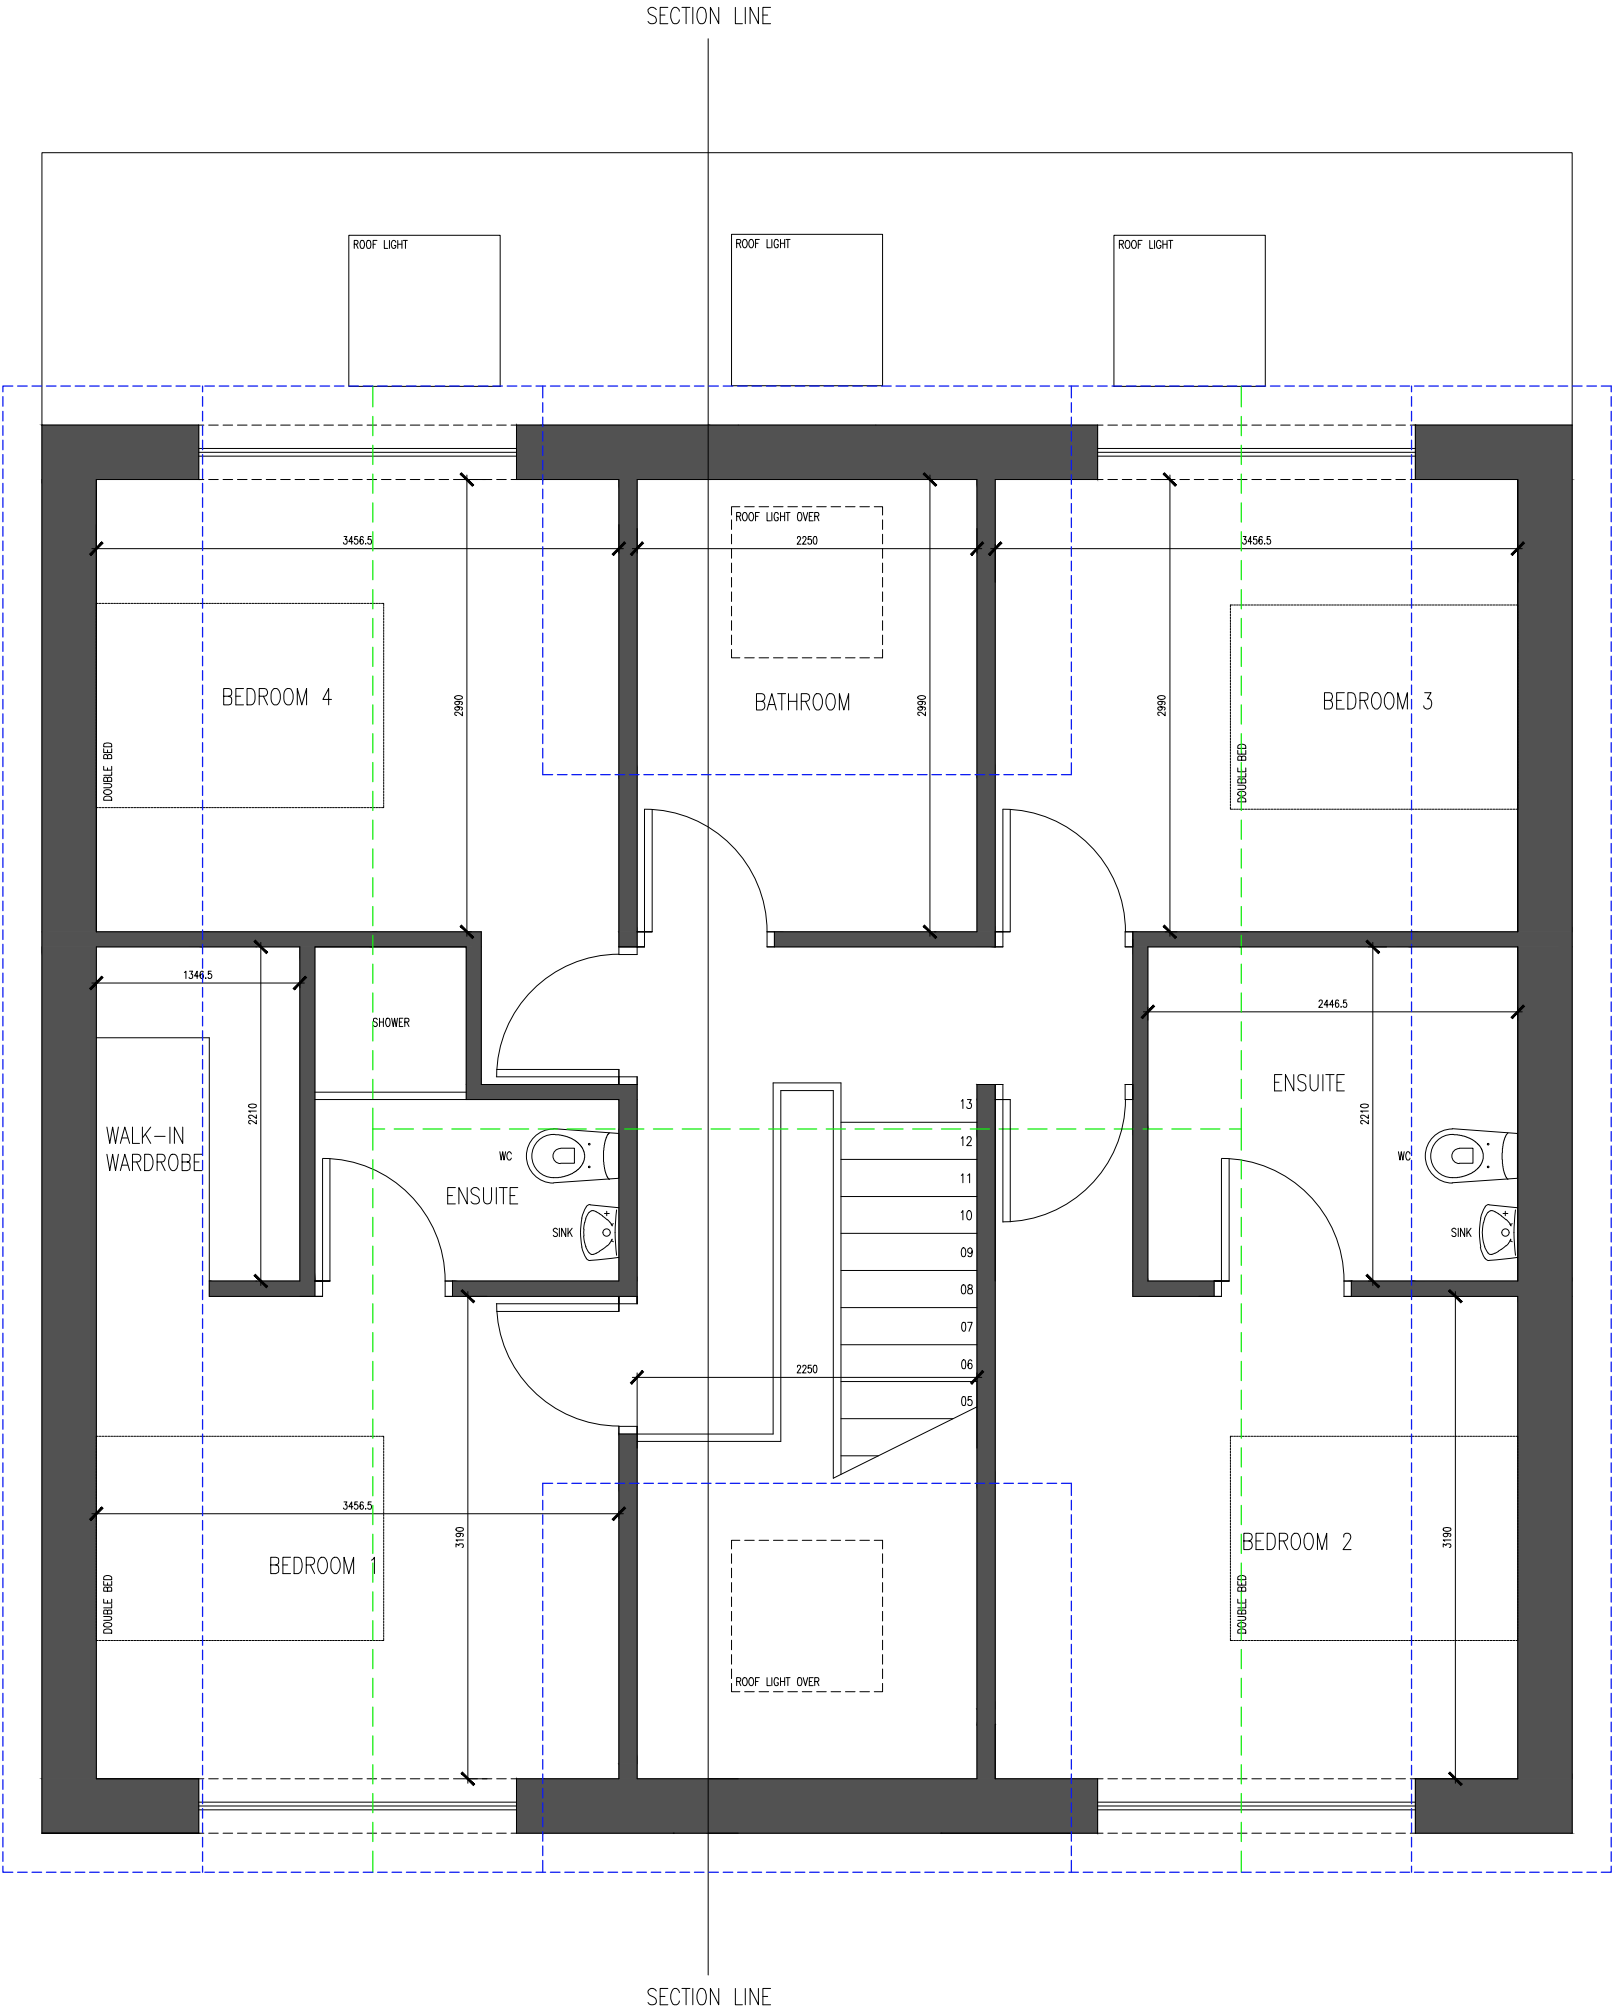 SECTION LINE
ROOF LIGHT
ROOF LIGHT
ROOF LIGHT
ROOF LIGHT OVER
3456.5
2250
3456.5
BEDROOM 4
2990
BATHROOM
2990
2990
BEDROOM 3
DOUBLE BED
DOUBLE BED
1346.5
2446.5
SHOWER
ENSUITE
2210
2210
13
12
11
10
09
08
07
06
05
WALK-IN
WARDROBE
WC
ENSUITE
SINK
WC
SINK
2250
3456.5
3190
BEDROOM 1
DOUBLE BED
BEDROOM 2
3190
DOUBLE BED
ROOF LIGHT OVER
SECTION LINE